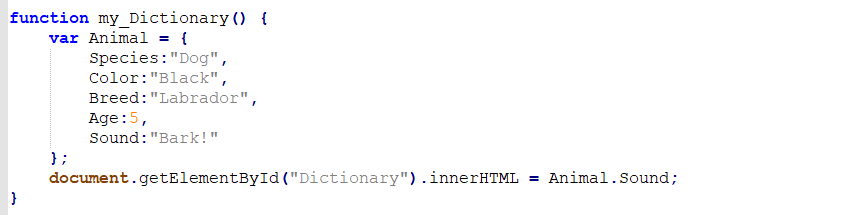 function my_Dictionary() {
    var Animal = {
        Species:"Dog",
        Color:"Black",
        Breed:"Labrador",
        Age:5,
        Sound:"Bark!"
    };
    document.getElementById("Dictionary").innerHTML = Animal.Sound;
}